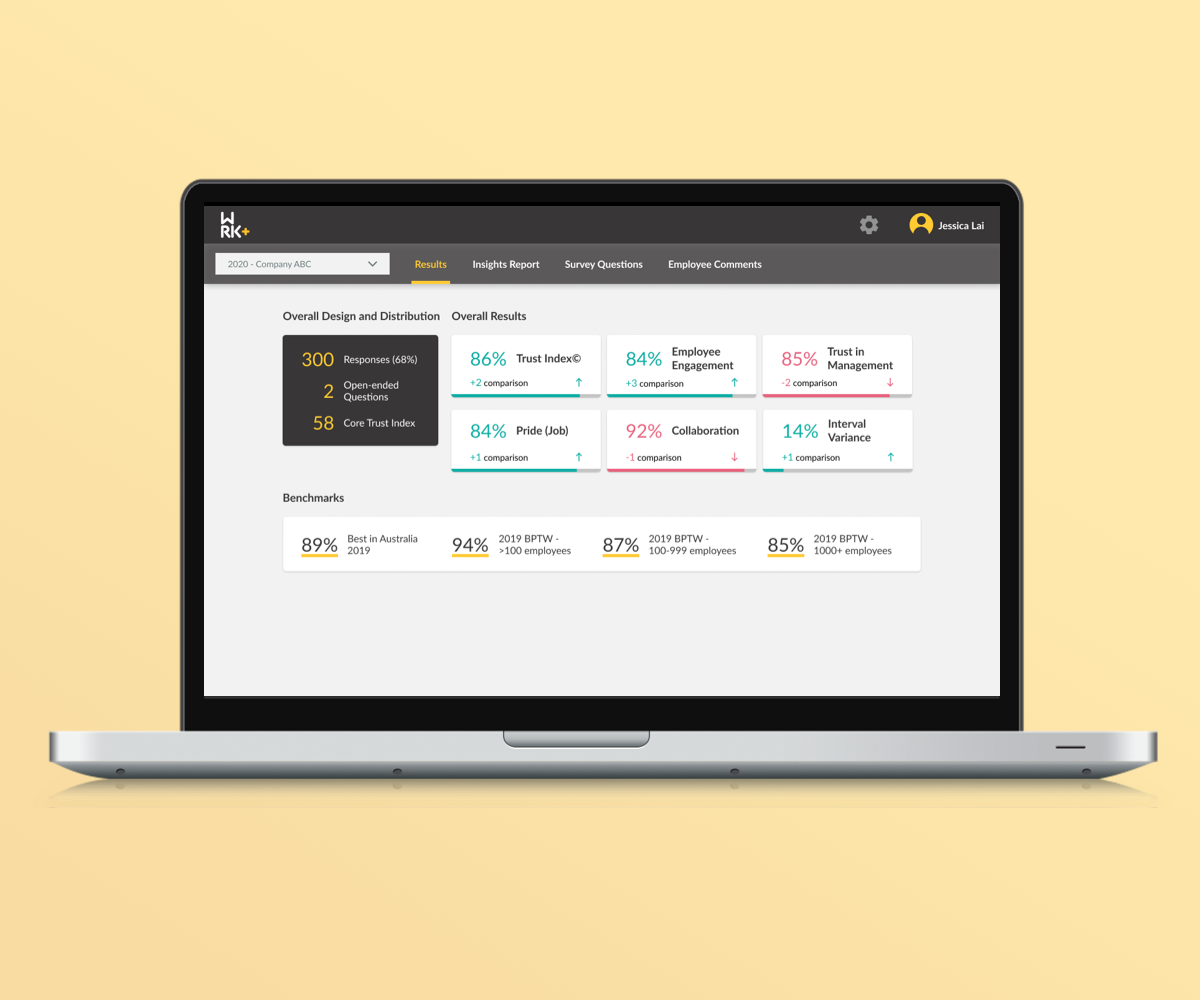 W
RK+
Jessica Lai
2020 - Company ABC
Results
Insights Report
Survey Questions
Employee Comments
Overall Design and Distribution
300 Responses (68%)
2 Open-ended
Questions
58 Core Trust Index
Overall Results
86% Trust Index©
+2 comparison ↑
84% Employee
Engagement
+3 comparison ↑
85% Trust in
Management
-2 comparison ↓
84% Pride (Job)
+1 comparison ↑
92% Collaboration
-1 comparison ↓
14% Interval
Variance
+1 comparison ↑
Benchmarks
89% Best in Australia
2019
94% 2019 BPTW -
>100 employees
87% 2019 BPTW -
100-999 employees
85% 2019 BPTW -
1000+ employees